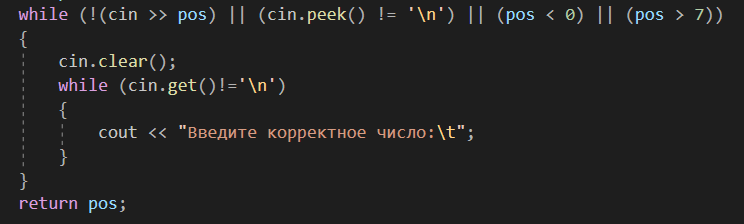 while (!(cin >> pos) || (cin.peek() != '\n') || (pos < 0) || (pos > 7))
{
    cin.clear();
    while (cin.get()!='\n')
    {
        cout << "Введите корректное число:\t";
    }
}
return pos;